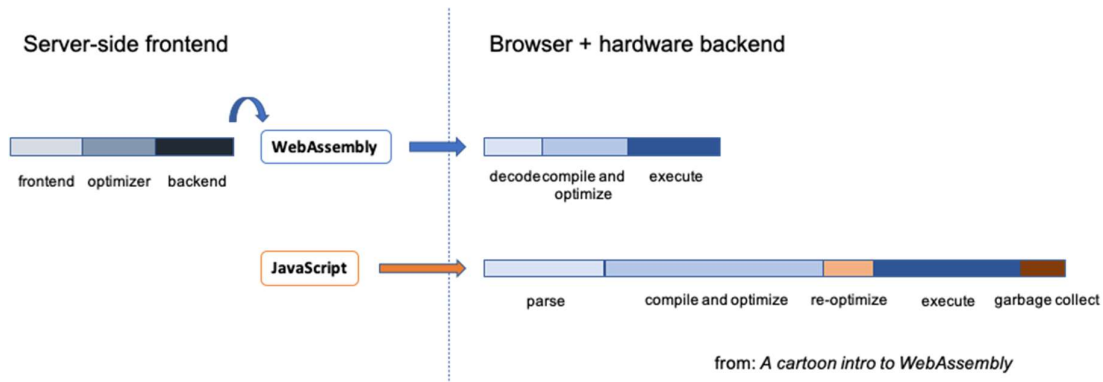 Server-side frontend
Browser + hardware backend
WebAssembly
frontend optimizer backend
decode compile and optimize execute
JavaScript
parse compile and optimize re-optimize execute garbage collect
from: A cartoon intro to WebAssembly